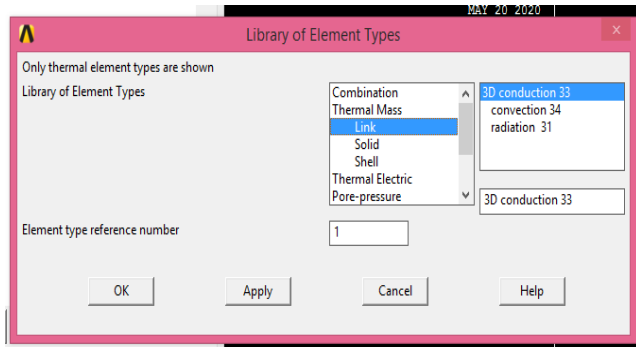 MAY 20 2020
Library of Element Types
Only thermal element types are shown
Library of Element Types
Combination
Thermal Mass
Link
Solid
Shell
Thermal Electric
Pore-pressure
3D conduction 33
convection 34
radiation 31
3D conduction 33
Element type reference number
1
OK
Apply
Cancel
Help